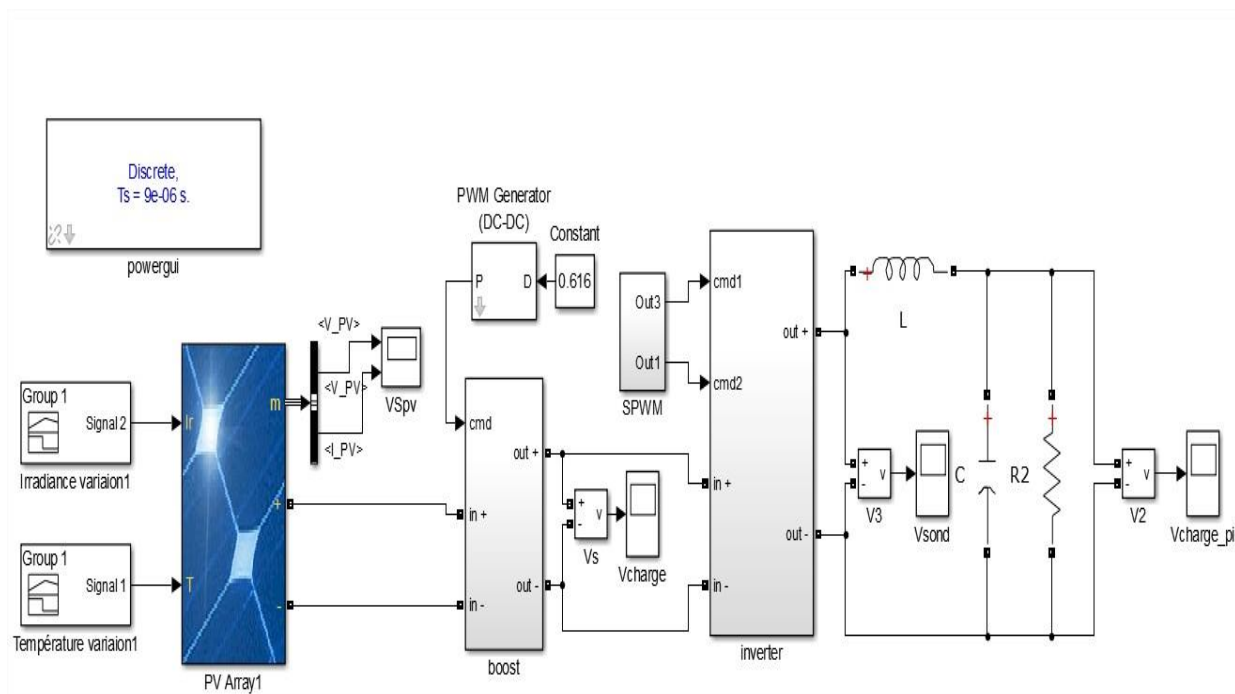 Discrete,
Ts = 9e-06 s.
powergui
PWM Generator
(DC-DC)
Constant
P
D
0.616
Out3
Out1
SPWM
cmd1
cmd2
out +
out -
in +
in -
inverter
<V_PV>
<V_PV>
<I_PV>
VSpv
Group 1
Signal 2
Irradiance variaion1
Group 1
Signal 1
Température variaion1
Ir
T
m
+
-
PV Array1
cmd
in +
in -
out +
out -
boost
+
-
v
Vs
Vcharge
+
L
+
-
v
V3
Vsond
+
C
+
R2
+
-
v
V2
Vcharge_pi